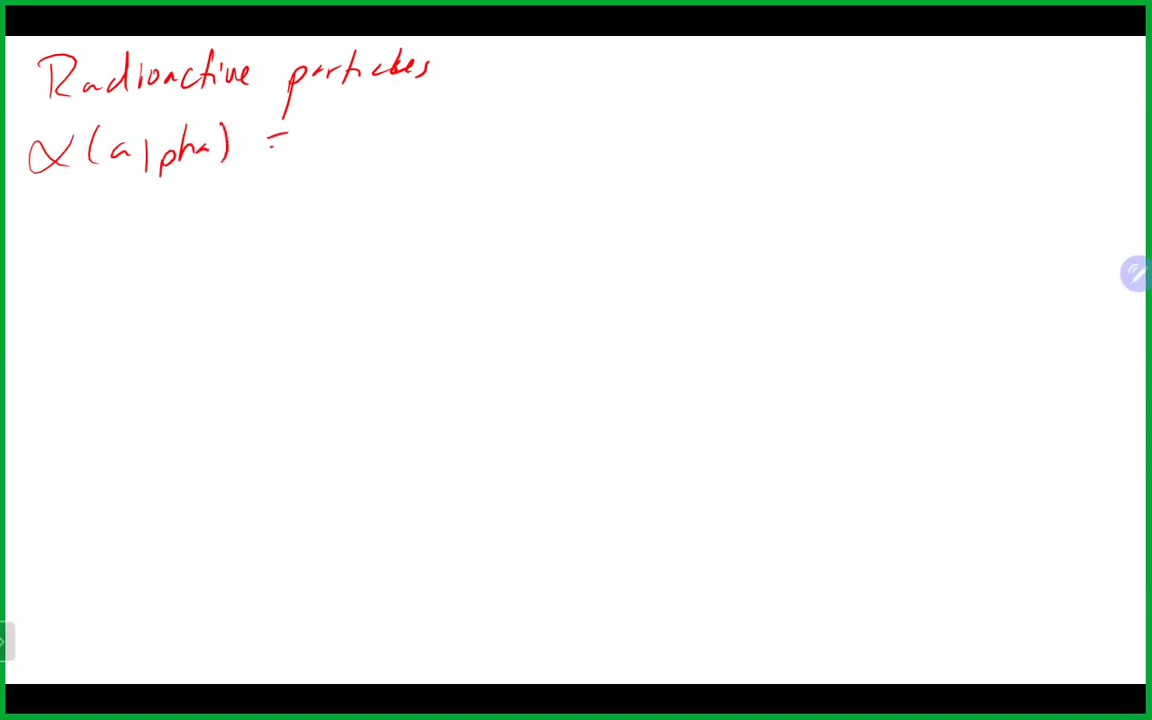 Radioactive particles
α (alpha) =